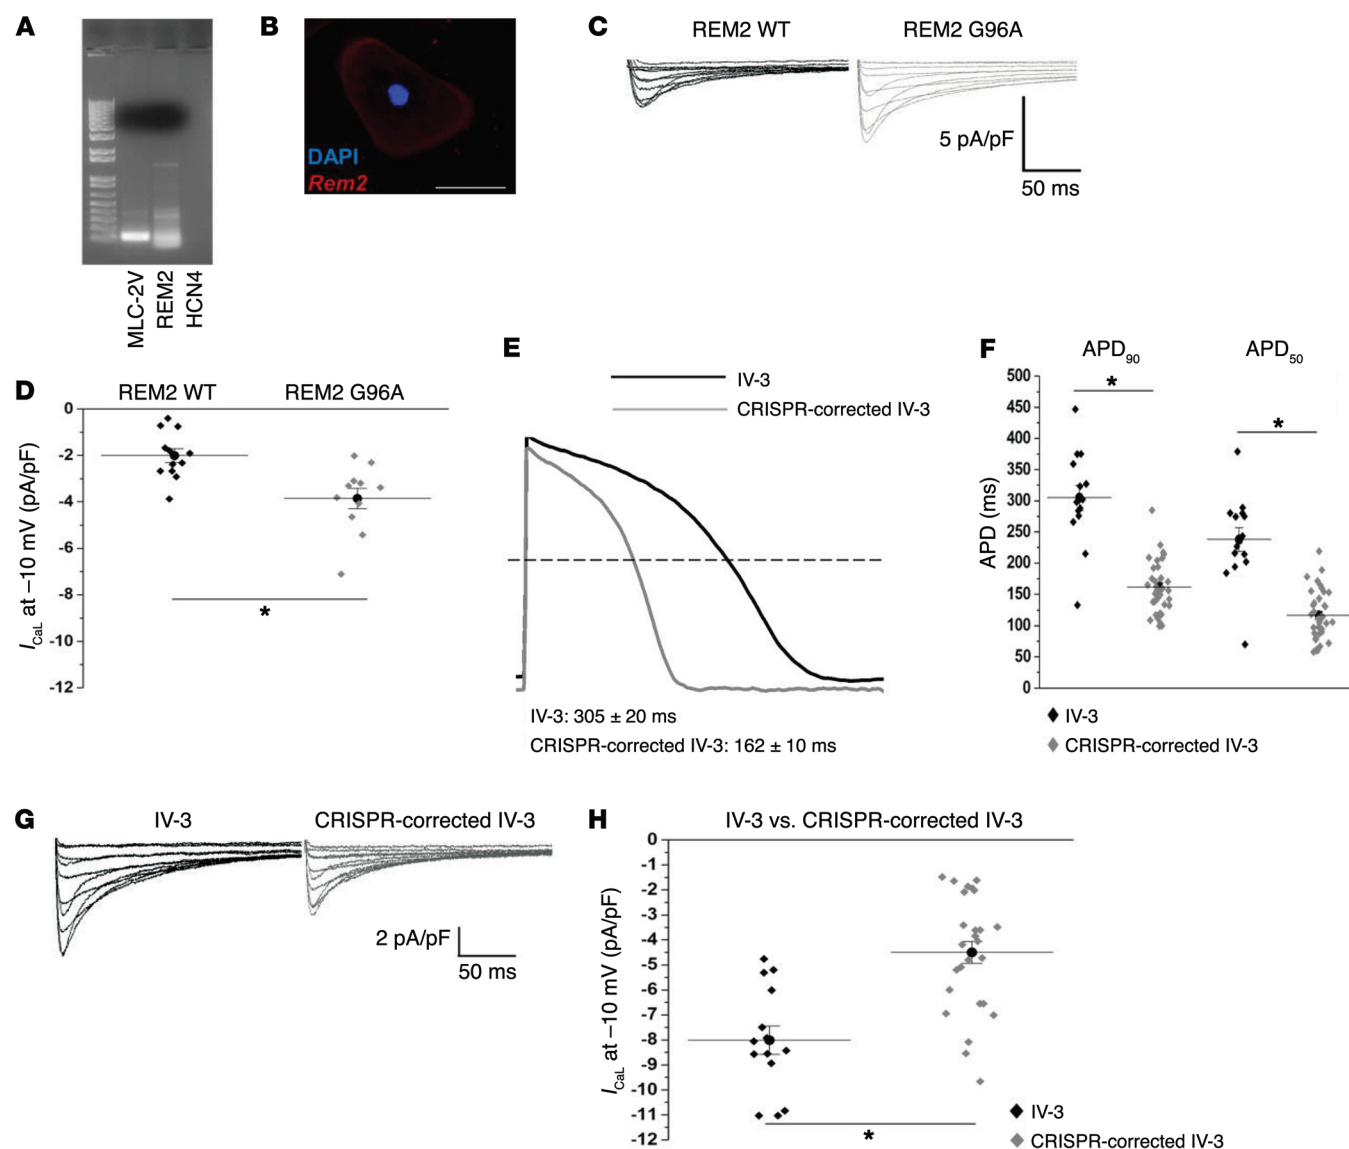 A
MLC-2V
REM2
HCN4
B
DAPI
Rem2
C
REM2 WT
REM2 G96A
5 pA/pF
50 ms
D
REM2 WT
REM2 G96A
0
-2
-4
-6
-8
-10
-12
ICaL at –10 mV (pA/pF)
*
E
IV-3
CRISPR-corrected IV-3
IV-3: 305 ± 20 ms
CRISPR-corrected IV-3: 162 ± 10 ms
F
APD90
APD50
*
*
500
450
400
350
300
250
200
150
100
50
0
APD (ms)
IV-3
CRISPR-corrected IV-3
G
IV-3
CRISPR-corrected IV-3
2 pA/pF
50 ms
H
IV-3 vs. CRISPR-corrected IV-3
0
-1
-2
-3
-4
-5
-6
-7
-8
-9
-10
-11
-12
ICaL at –10 mV (pA/pF)
*
IV-3
CRISPR-corrected IV-3